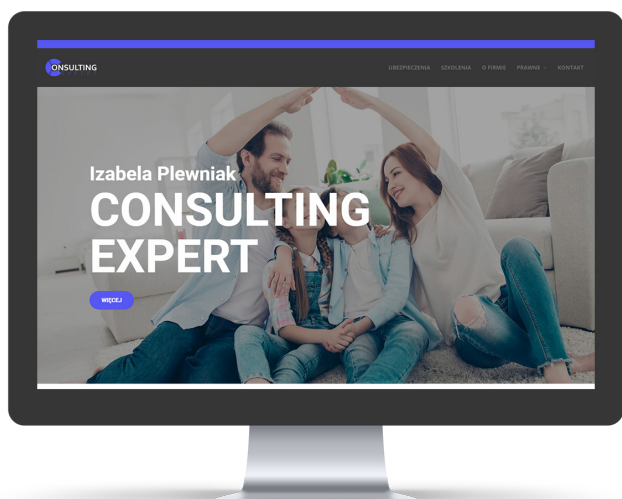 CONSULTING
UBEZPIECZENIA SZKOLENIA O FIRMIE PRAWNE KONTAKT
Izabela Plewniak
CONSULTING
EXPERT
WIĘCEJ